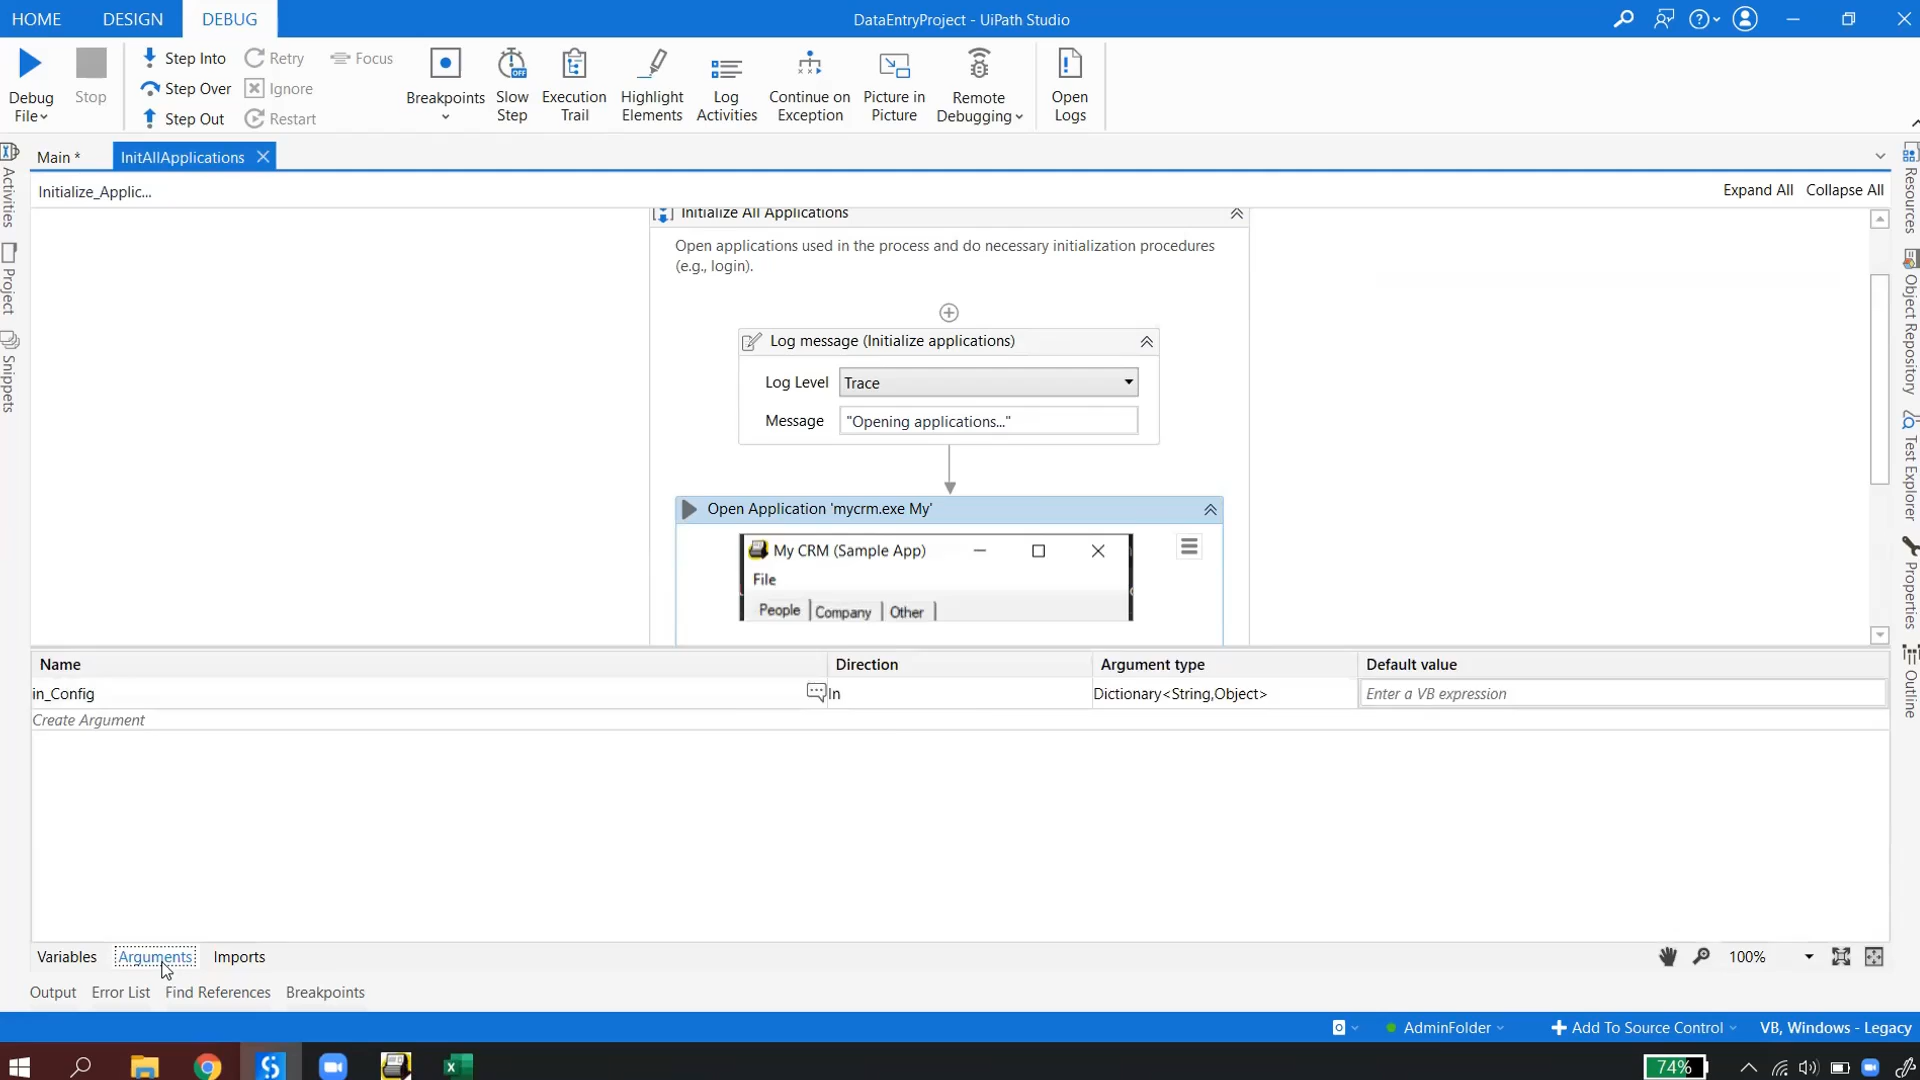 HOME DESIGN DEBUG DataEntryProject - UiPath Studio
Debug File
Stop
Step Into
Step Over
Step Out
Retry
Ignore
Restart
Focus
Breakpoints
Slow Step
Execution Trail
Highlight Elements
Log Activities
Continue on Exception
Picture in Picture
Remote Debugging
Open Logs
Main *
InitAllApplications
Initialize_Applic...
Expand All Collapse All
Activities
Project
Snippets
Resources
Object Repository
Test Explorer
Properties
Outline
Initialize All Applications
Open applications used in the process and do necessary initialization procedures
(e.g., login).
Log message (Initialize applications)
Log Level Trace
Message "Opening applications..."
Open Application 'mycrm.exe My'
My CRM (Sample App)
File
People Company Other
Name Direction Argument type Default value
in_Config In Dictionary<String,Object> Enter a VB expression
Create Argument
Variables Arguments Imports 100%
Output Error List Find References Breakpoints
AdminFolder Add To Source Control VB, Windows - Legacy
74%